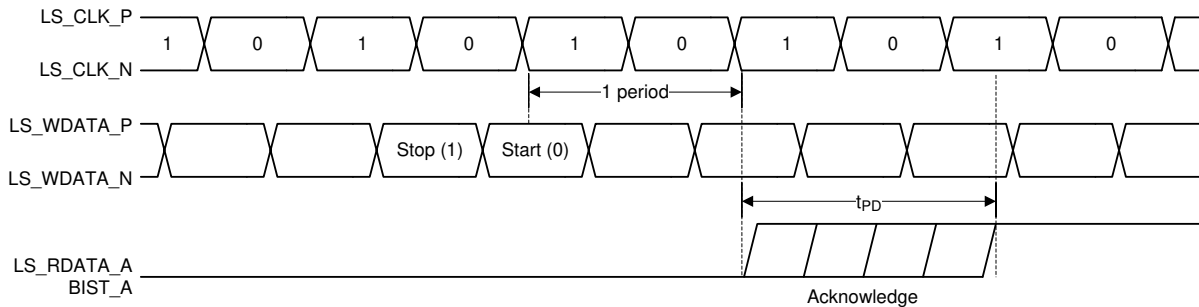 LS_CLK_P
1 0 1 0 1 0 1 0 1 0
LS_CLK_N
1 period
LS_WDATA_P
Stop (1) Start (0)
LS_WDATA_N
tPD
LS_RDATA_A
BIST_A
Acknowledge